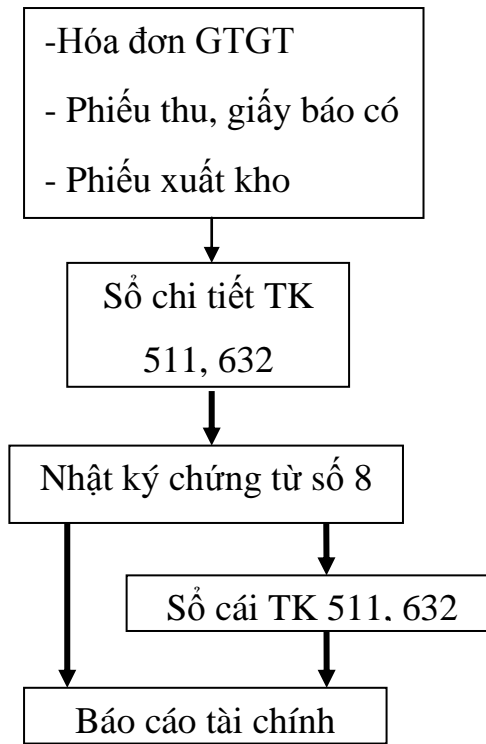 -Hóa đơn GTGT
- Phiếu thu, giấy báo có
- Phiếu xuất kho
Sổ chi tiết TK
511, 632
Nhật ký chứng từ số 8
Sổ cái TK 511, 632
Báo cáo tài chính